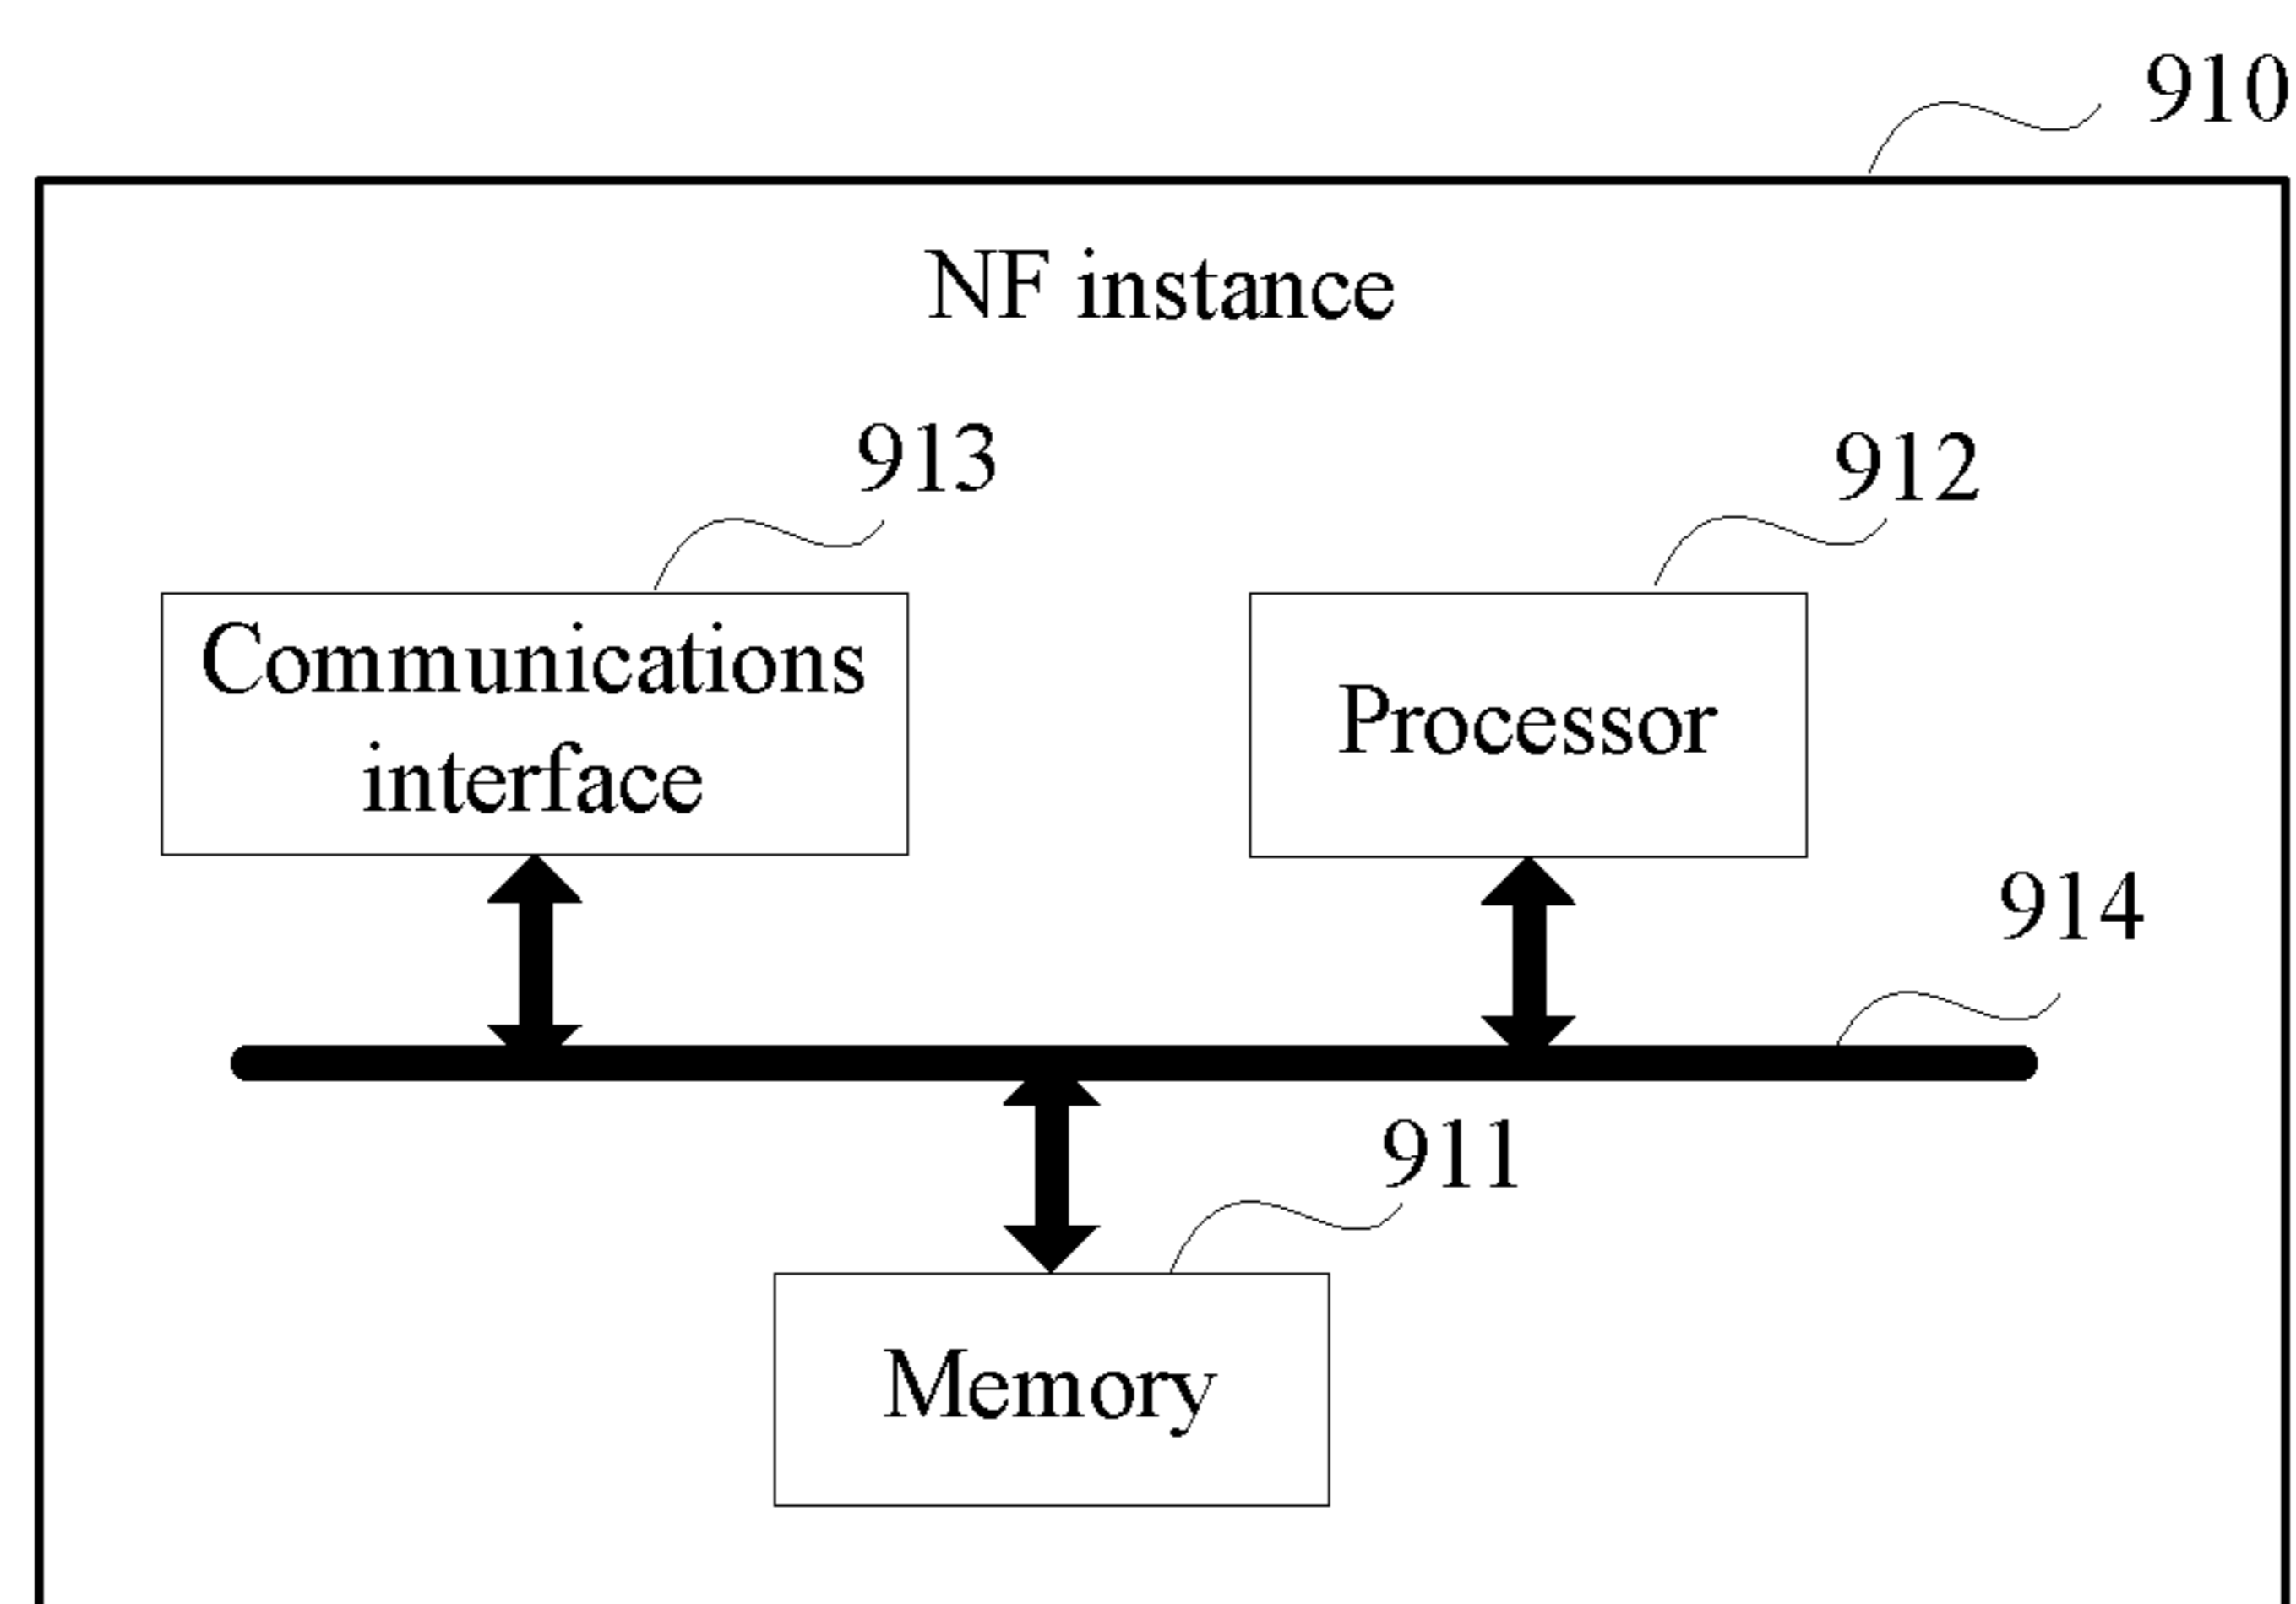 910
NF instance
913
912
Communications
interface
Processor
914
911
Memory